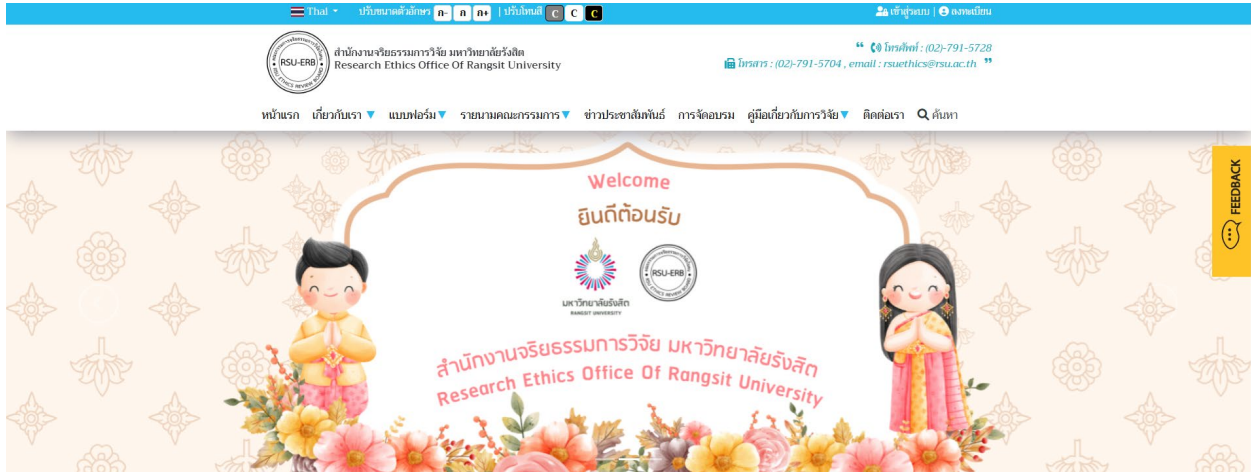 Thai ปรับขนาดตัวอักษร ก- ก ก+ | ปรับโทนสี C C C เข้าสู่ระบบ | ลงทะเบียน
สำนักงานจริยธรรมการวิจัย มหาวิทยาลัยรังสิต
Research Ethics Office Of Rangsit University
“ โทรศัพท์ : (02)-791-5728
โทรสาร : (02)-791-5704 , email : rsuethics@rsu.ac.th ”
RSU-ERB
หน้าแรก เกี่ยวกับเรา แบบฟอร์ม รายนามคณะกรรมการ ข่าวประชาสัมพันธ์ การจัดอบรม คู่มือเกี่ยวกับการวิจัย ติดต่อเรา ค้นหา
Welcome
ยินดีต้อนรับ
RSU-ERB
มหาวิทยาลัยรังสิต
RANGSIT UNIVERSITY
สำนักงานจริยธรรมการวิจัย มหาวิทยาลัยรังสิต
Research Ethics Office Of Rangsit University
FEEDBACK